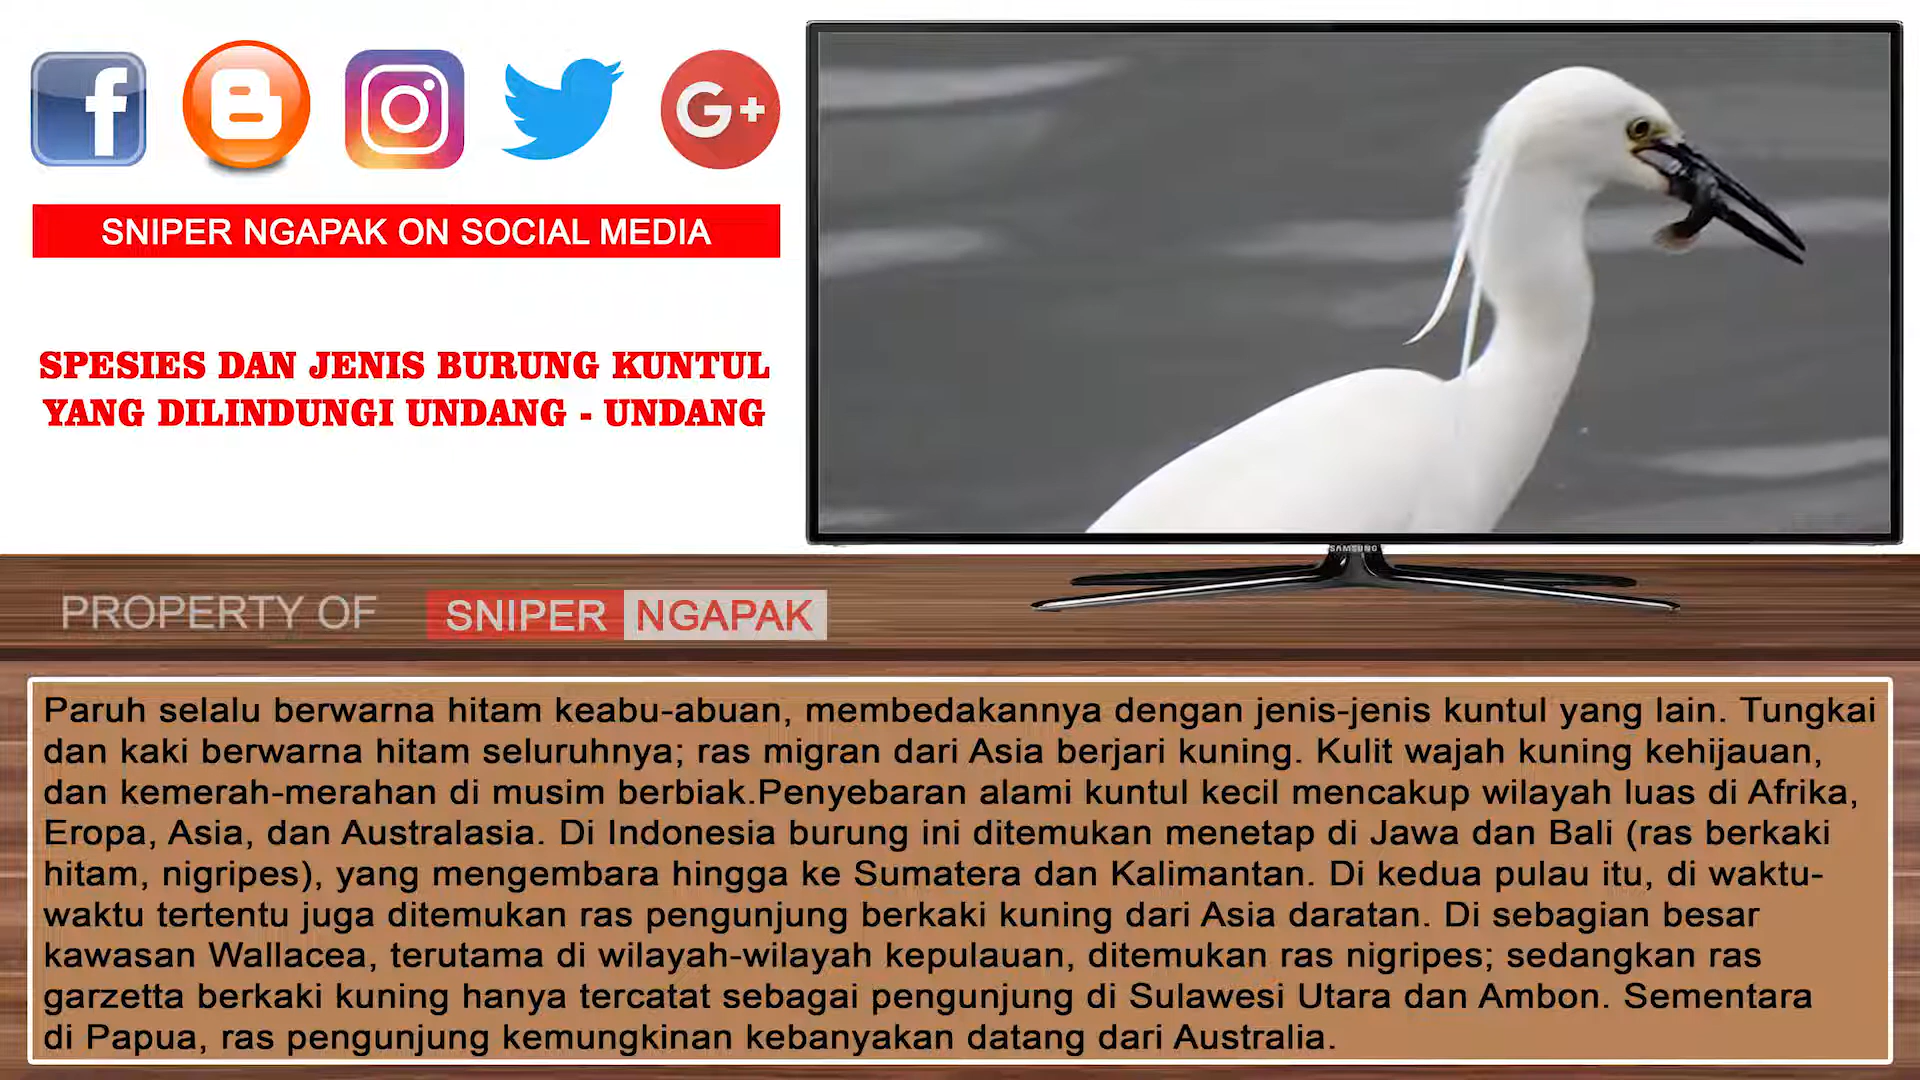 SNIPER NGAPAK ON SOCIAL MEDIA
SPESIES DAN JENIS BURUNG KUNTUL
YANG DILINDUNGI UNDANG - UNDANG
SAMSUNG
PROPERTY OF SNIPER NGAPAK
Paruh selalu berwarna hitam keabu-abuan, membedakannya dengan jenis-jenis kuntul yang lain. Tungkai
dan kaki berwarna hitam seluruhnya; ras migran dari Asia berjari kuning. Kulit wajah kuning kehijauan,
dan kemerah-merahan di musim berbiak.Penyebaran alami kuntul kecil mencakup wilayah luas di Afrika,
Eropa, Asia, dan Australasia. Di Indonesia burung ini ditemukan menetap di Jawa dan Bali (ras berkaki
hitam, nigripes), yang mengembara hingga ke Sumatera dan Kalimantan. Di kedua pulau itu, di waktu-
waktu tertentu juga ditemukan ras pengunjung berkaki kuning dari Asia daratan. Di sebagian besar
kawasan Wallacea, terutama di wilayah-wilayah kepulauan, ditemukan ras nigripes; sedangkan ras
garzetta berkaki kuning hanya tercatat sebagai pengunjung di Sulawesi Utara dan Ambon. Sementara
di Papua, ras pengunjung kemungkinan kebanyakan datang dari Australia.